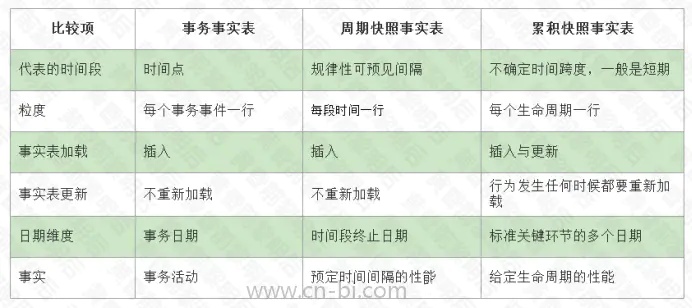 比较项 事务事实表 周期快照事实表 累积快照事实表
代表的时间段 时间点 规律性可预见间隔 不确定时间跨度，一般是短期
粒度 每个事务事件一行 每段时间一行 每个生命周期一行
事实表加载 插入 插入 插入与更新
事实表更新 不重新加载 不重新加载 行为发生任何时候都要重新加
载
日期维度 事务日期 时间段终止日期 标准关键环节的多个日期
事实 事务活动 预定时间间隔的性能 给定生命周期的性能
www.cn-bi.com